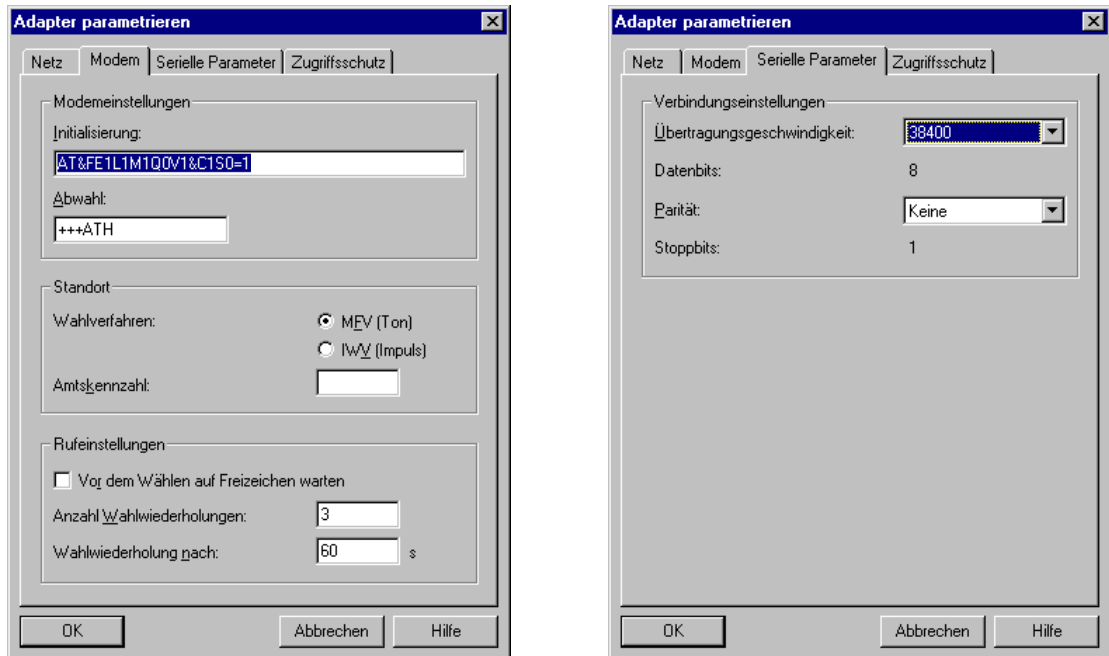 Adapter parametrieren
Netz Modem Serielle Parameter Zugriffsschutz
Modemeinstellungen
Initialisierung:
AT&FE1L1M1Q0V1&C1S0=1
Abwahl:
+++ATH
Standort
Wahlverfahren:
MFV (Ton)
IWV (Impuls)
Amtskennzahl:
Rufeinstellungen
Vor dem Wählen auf Freizeichen warten
Anzahl Wahlwiederholungen: 3
Wahlwiederholung nach: 60 s
OK Abbrechen Hilfe
Adapter parametrieren
Netz Modem Serielle Parameter Zugriffsschutz
Verbindungseinstellungen
Übertragungsgeschwindigkeit: 38400
Datenbits: 8
Parität: Keine
Stoppbits: 1
OK Abbrechen Hilfe